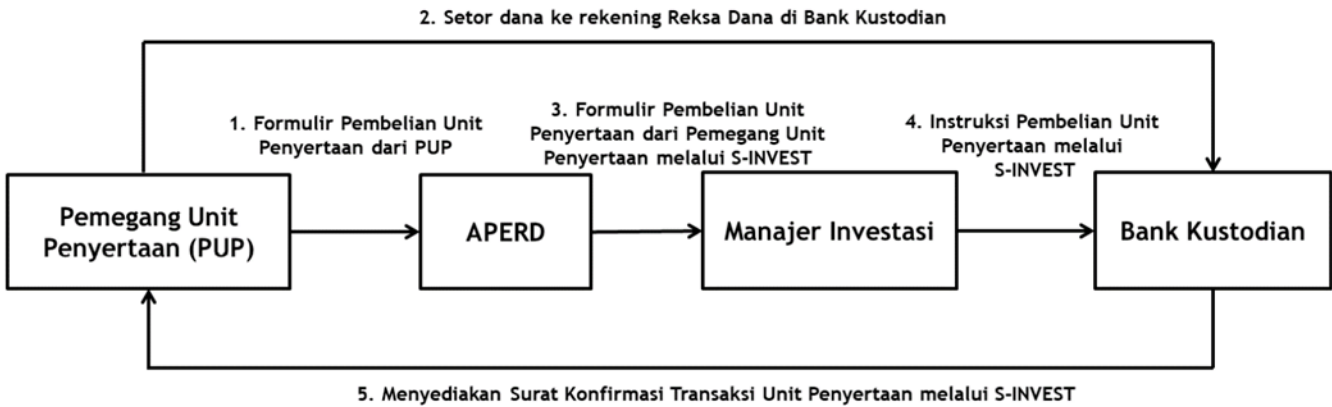 2. Setor dana ke rekening Reksa Dana di Bank Kustodian
1. Formulir Pembelian Unit
Penyertaan dari PUP
3. Formulir Pembelian Unit
Penyertaan dari Pemegang Unit
Penyertaan melalui S-INVEST
4. Instruksi Pembelian Unit
Penyertaan melalui
S-INVEST
Pemegang Unit
Penyertaan (PUP)
APERD
Manajer Investasi
Bank Kustodian
5. Menyediakan Surat Konfirmasi Transaksi Unit Penyertaan melalui S-INVEST